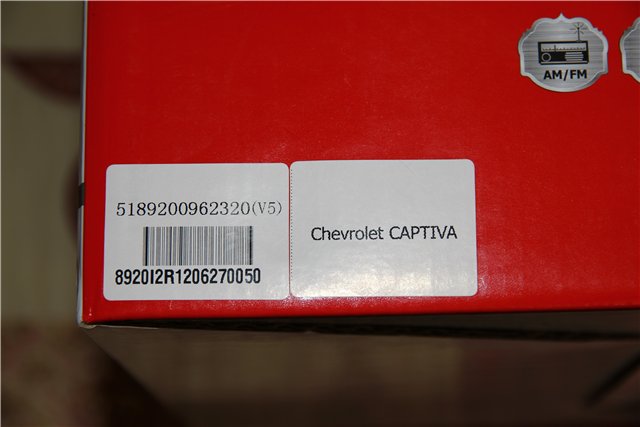 AM/FM
5189200962320(V5)
8920I2R1206270050
Chevrolet CAPTIVA